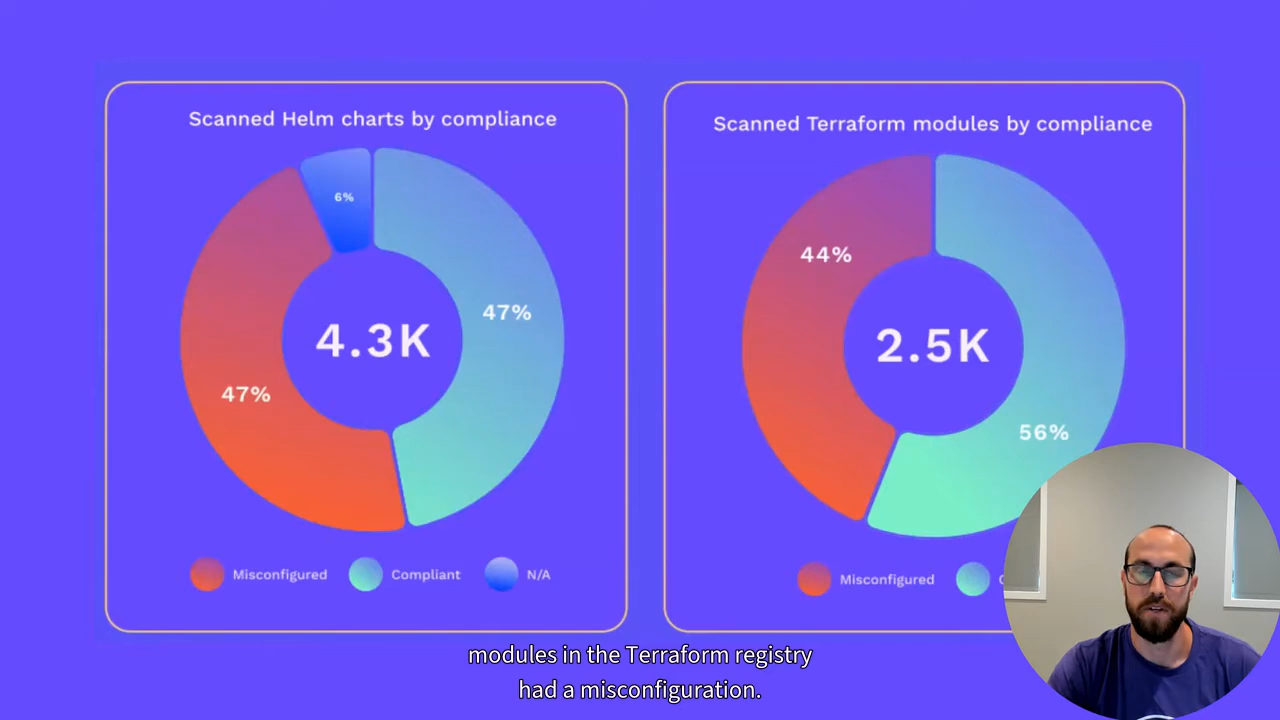 Scanned Helm charts by compliance
6%
47%
4.3K
47%
Misconfigured
Compliant
N/A
Scanned Terraform modules by compliance
44%
2.5K
56%
Misconfigured
modules in the Terraform registry
had a misconfiguration.